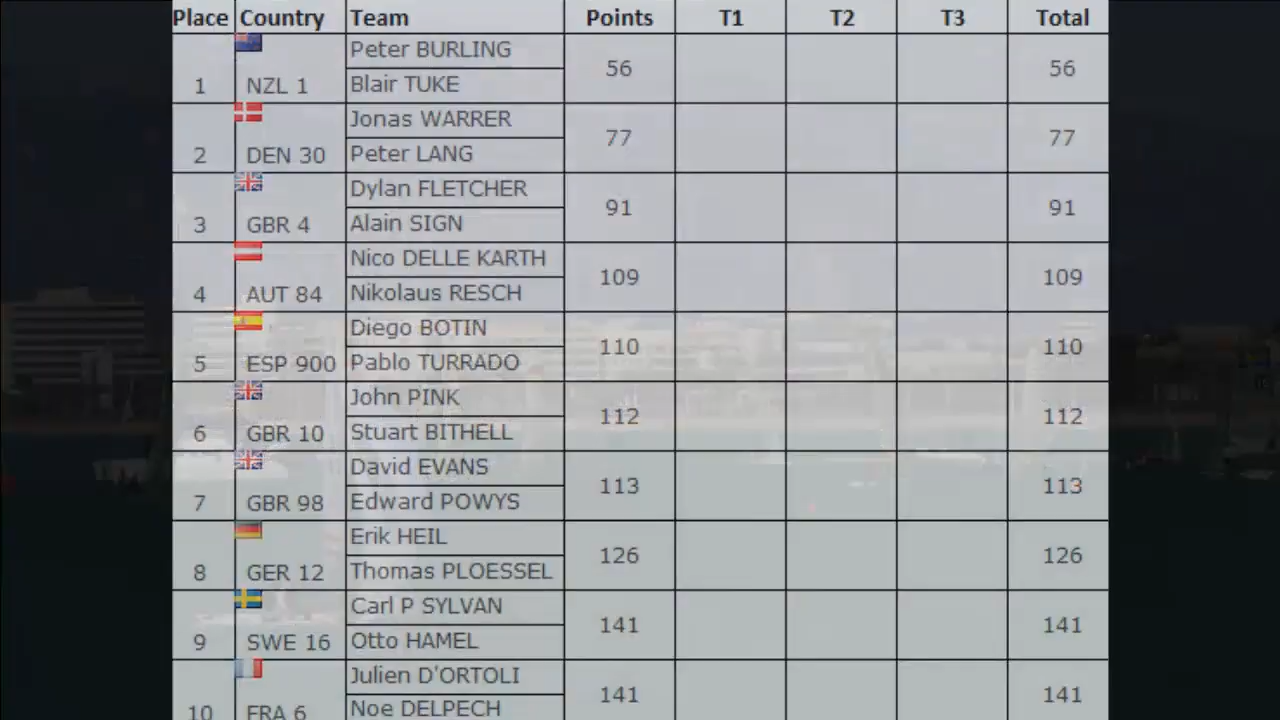 Place Country Team Points T1 T2 T3 Total
Peter BURLING
1 NZL 1 Blair TUKE 56 56
Jonas WARRER
2 DEN 30 Peter LANG 77 77
Dylan FLETCHER
3 GBR 4 Alain SIGN 91 91
Nico DELLE KARTH
4 AUT 84 Nikolaus RESCH 109 109
Diego BOTIN
5 ESP 900 Pablo TURRADO 110 110
John PINK
6 GBR 10 Stuart BITHELL 112 112
David EVANS
7 GBR 98 Edward POWYS 113 113
Erik HEIL
8 GER 12 Thomas PLOESSEL 126 126
Carl P SYLVAN
9 SWE 16 Otto HAMEL 141 141
Julien D'ORTOLI
10 FRA 6 Noe DELPECH 141 141